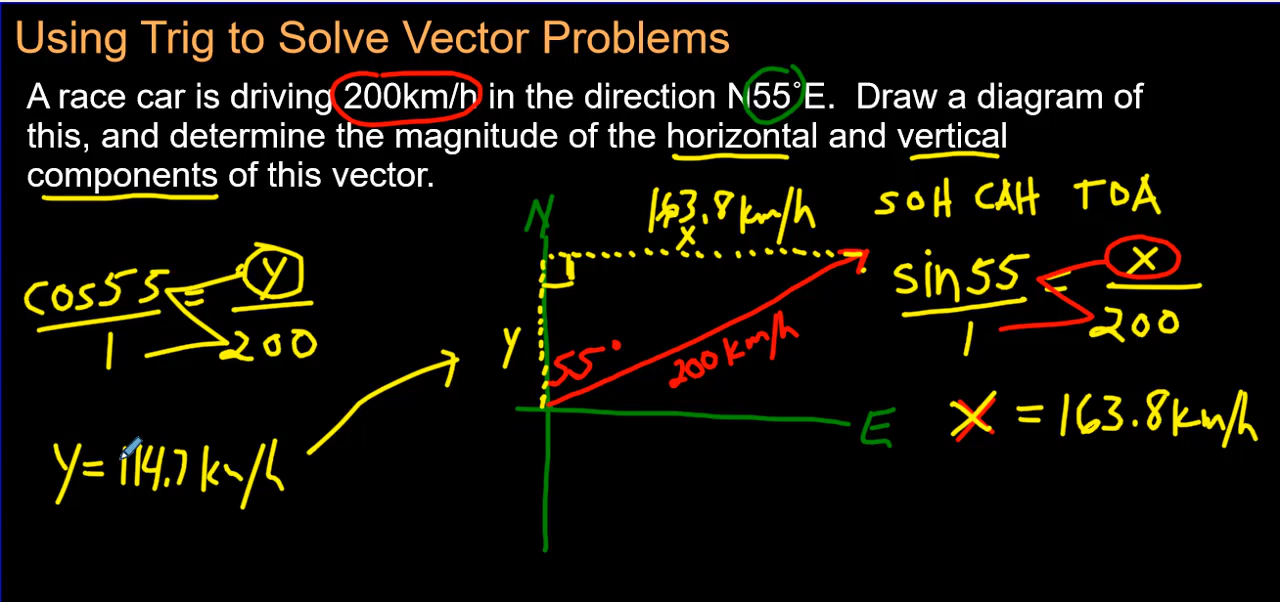 Using Trig to Solve Vector Problems
A race car is driving 200km/h in the direction N55°E. Draw a diagram of
this, and determine the magnitude of the horizontal and vertical
components of this vector.
SOH CAH TOA
N
163.8 km/h
x
cos55 = y
1 200
sin55 = x
1 200
y
55°
200 km/h
E
x = 163.8 km/h
y = 114.7 km/h